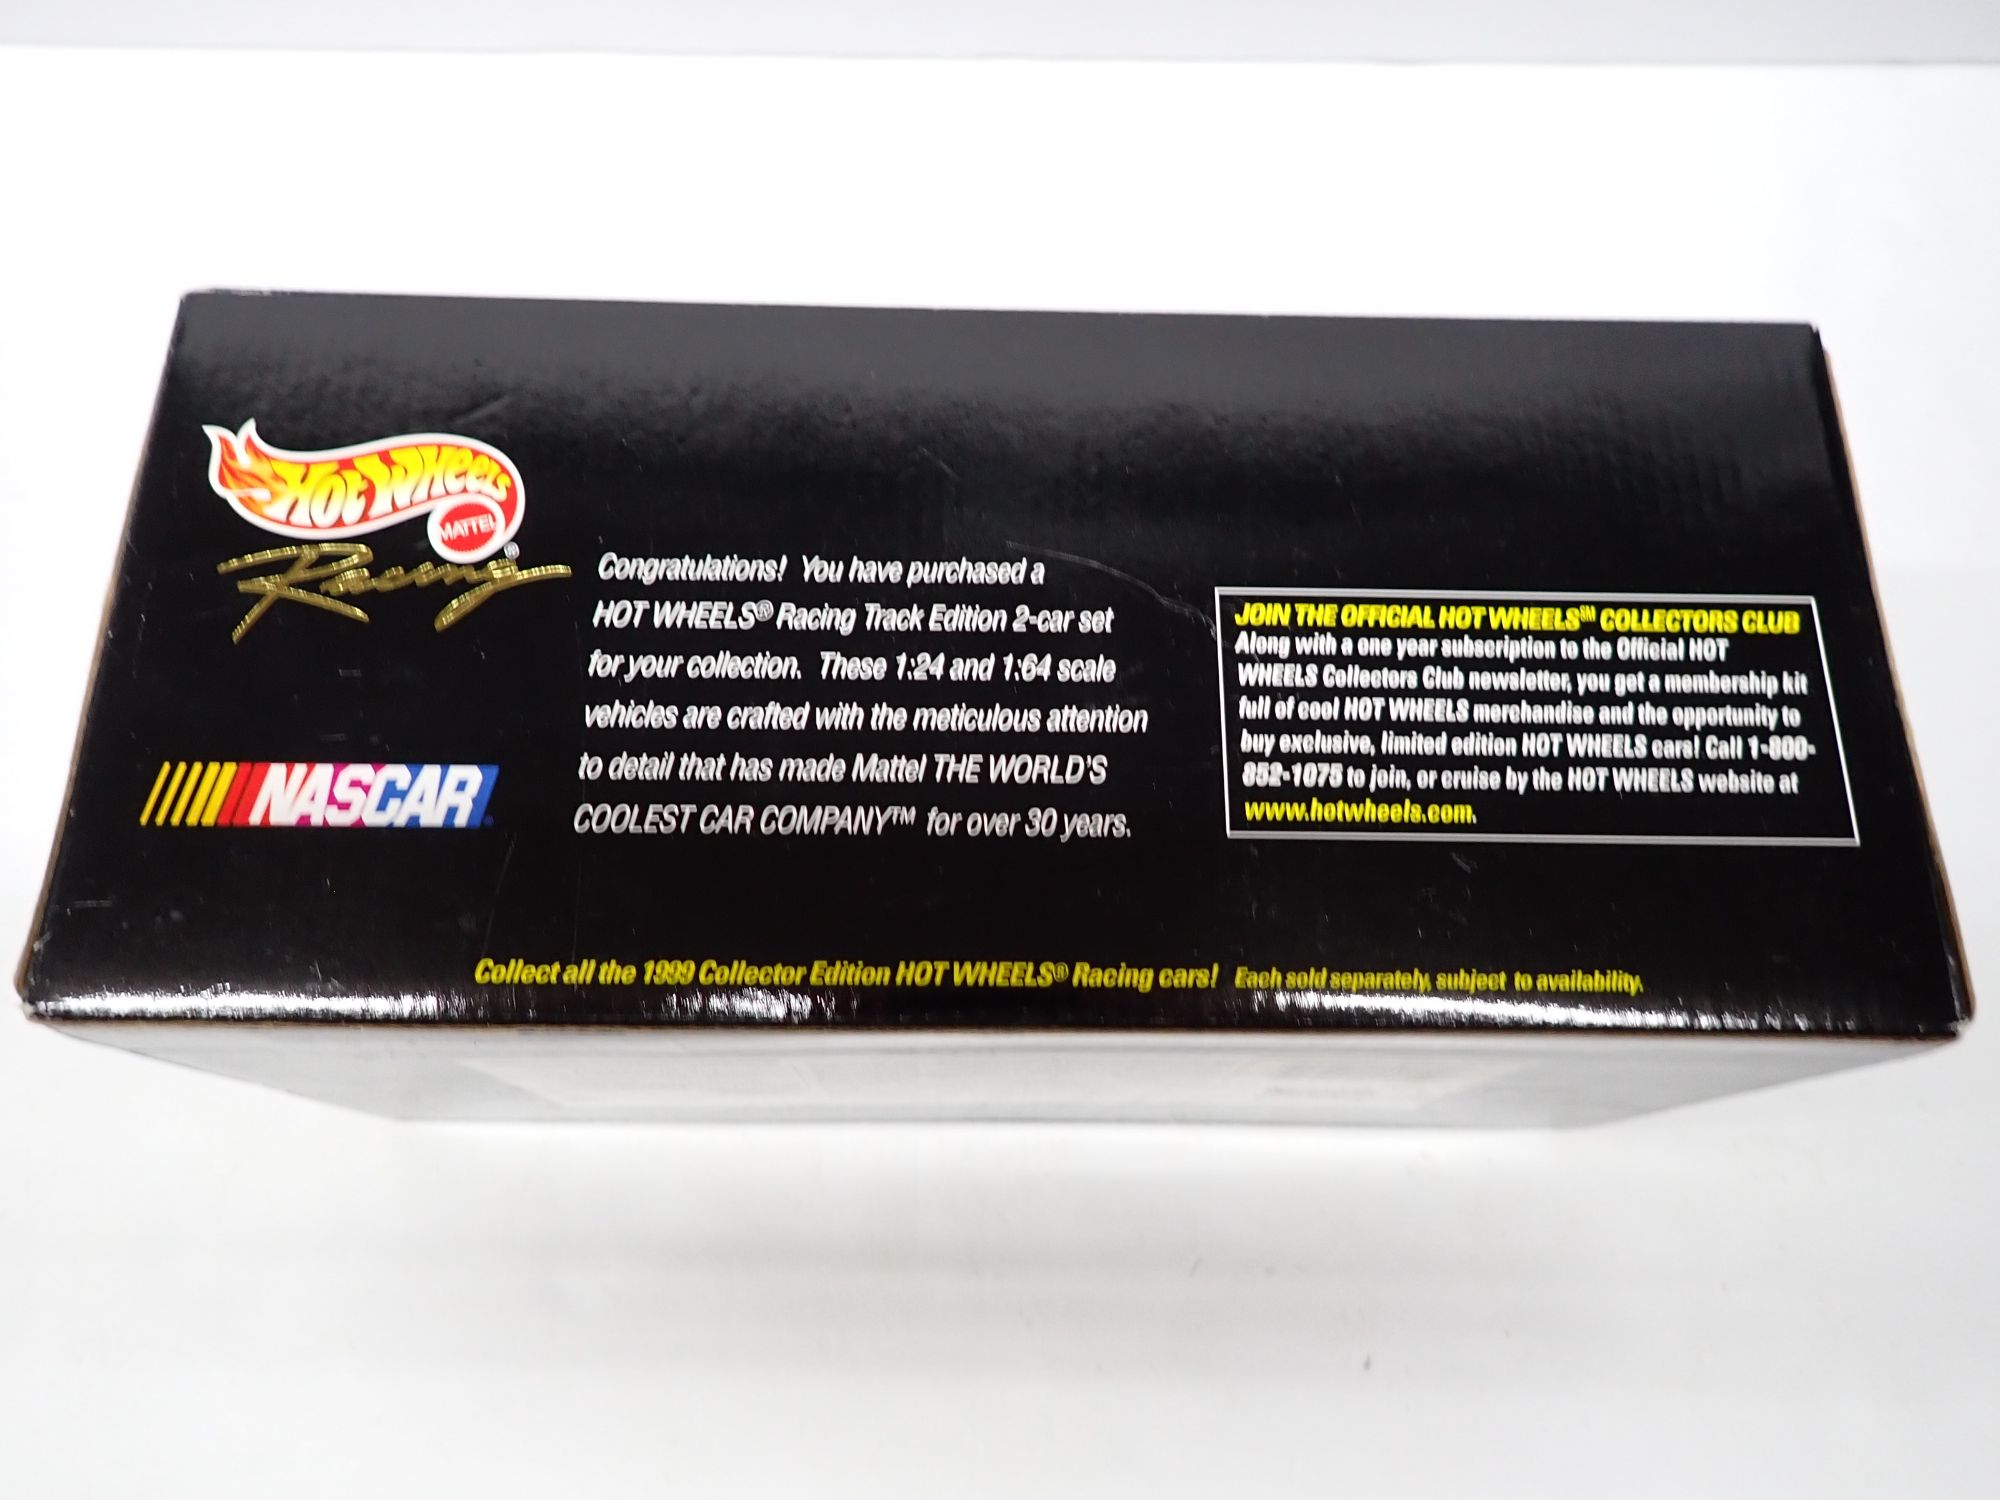 Hot Wheels
MATTEL
Racing®
NASCAR
Congratulations! You have purchased a
HOT WHEELS® Racing Track Edition 2-car set
for your collection. These 1:24 and 1:64 scale
vehicles are crafted with the meticulous attention
to detail that has made Mattel THE WORLD'S
COOLEST CAR COMPANY™ for over 30 years.
JOIN THE OFFICIAL HOT WHEELS℠ COLLECTORS CLUB
Along with a one year subscription to the Official HOT
WHEELS Collectors Club newsletter, you get a membership kit
full of cool HOT WHEELS merchandise and the opportunity to
buy exclusive, limited edition HOT WHEELS cars! Call 1-800-
852-1075 to join, or cruise by the HOT WHEELS website at
www.hotwheels.com.
Collect all the 1999 Collector Edition HOT WHEELS® Racing cars! Each sold separately, subject to availability.